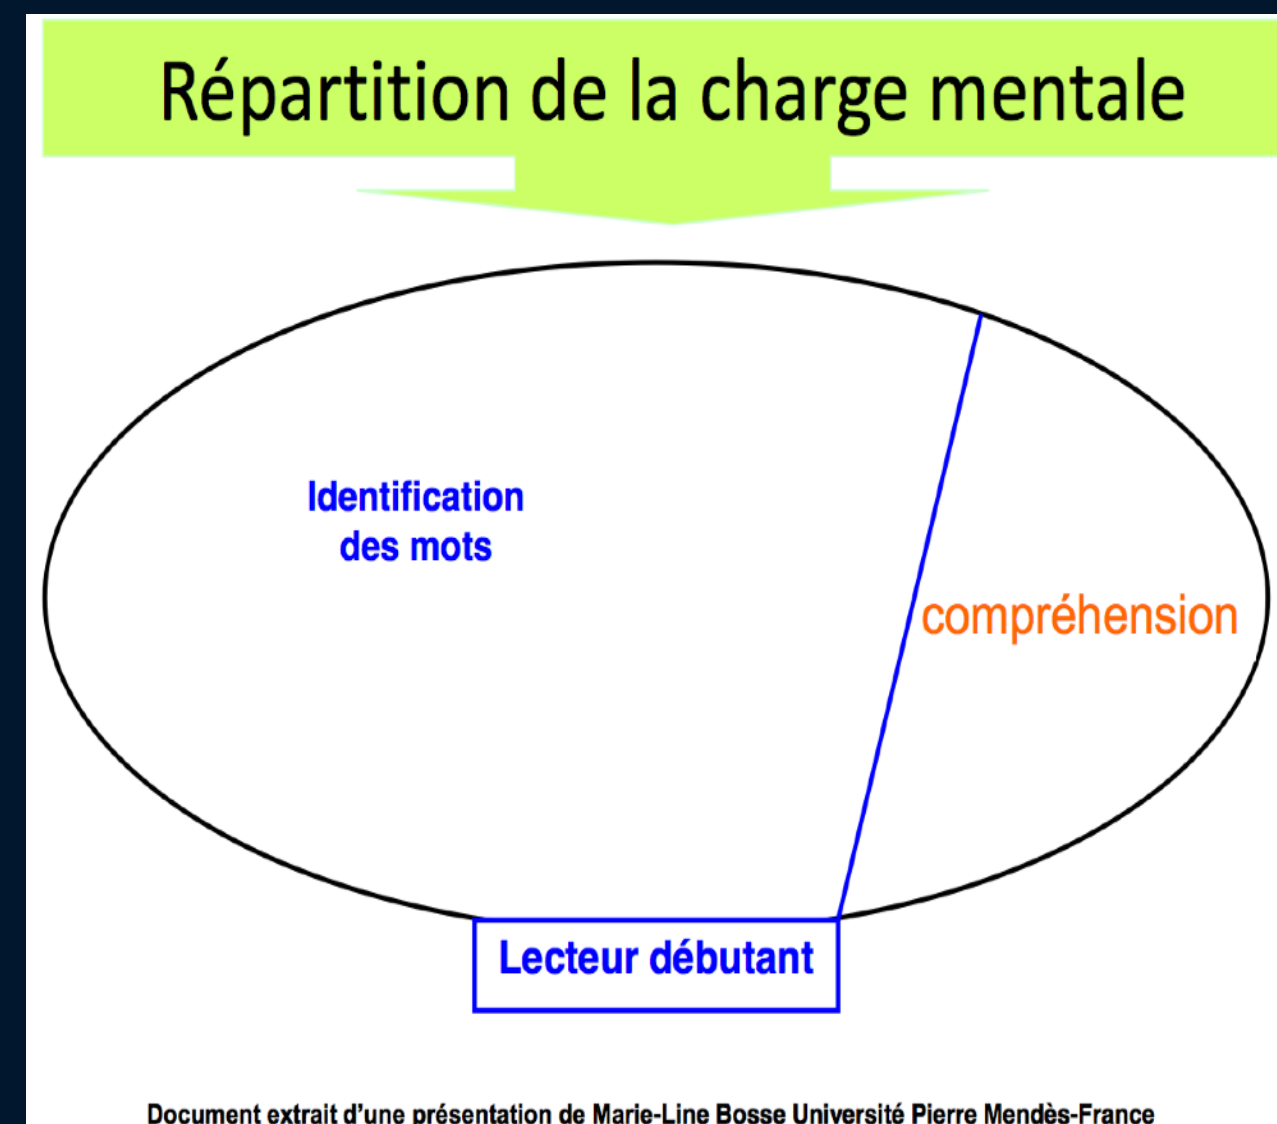 Répartition de la charge mentale
Identification
des mots
compréhension
Lecteur débutant
Document extrait d'une présentation de Marie-Line Bosse Université Pierre Mendès-France